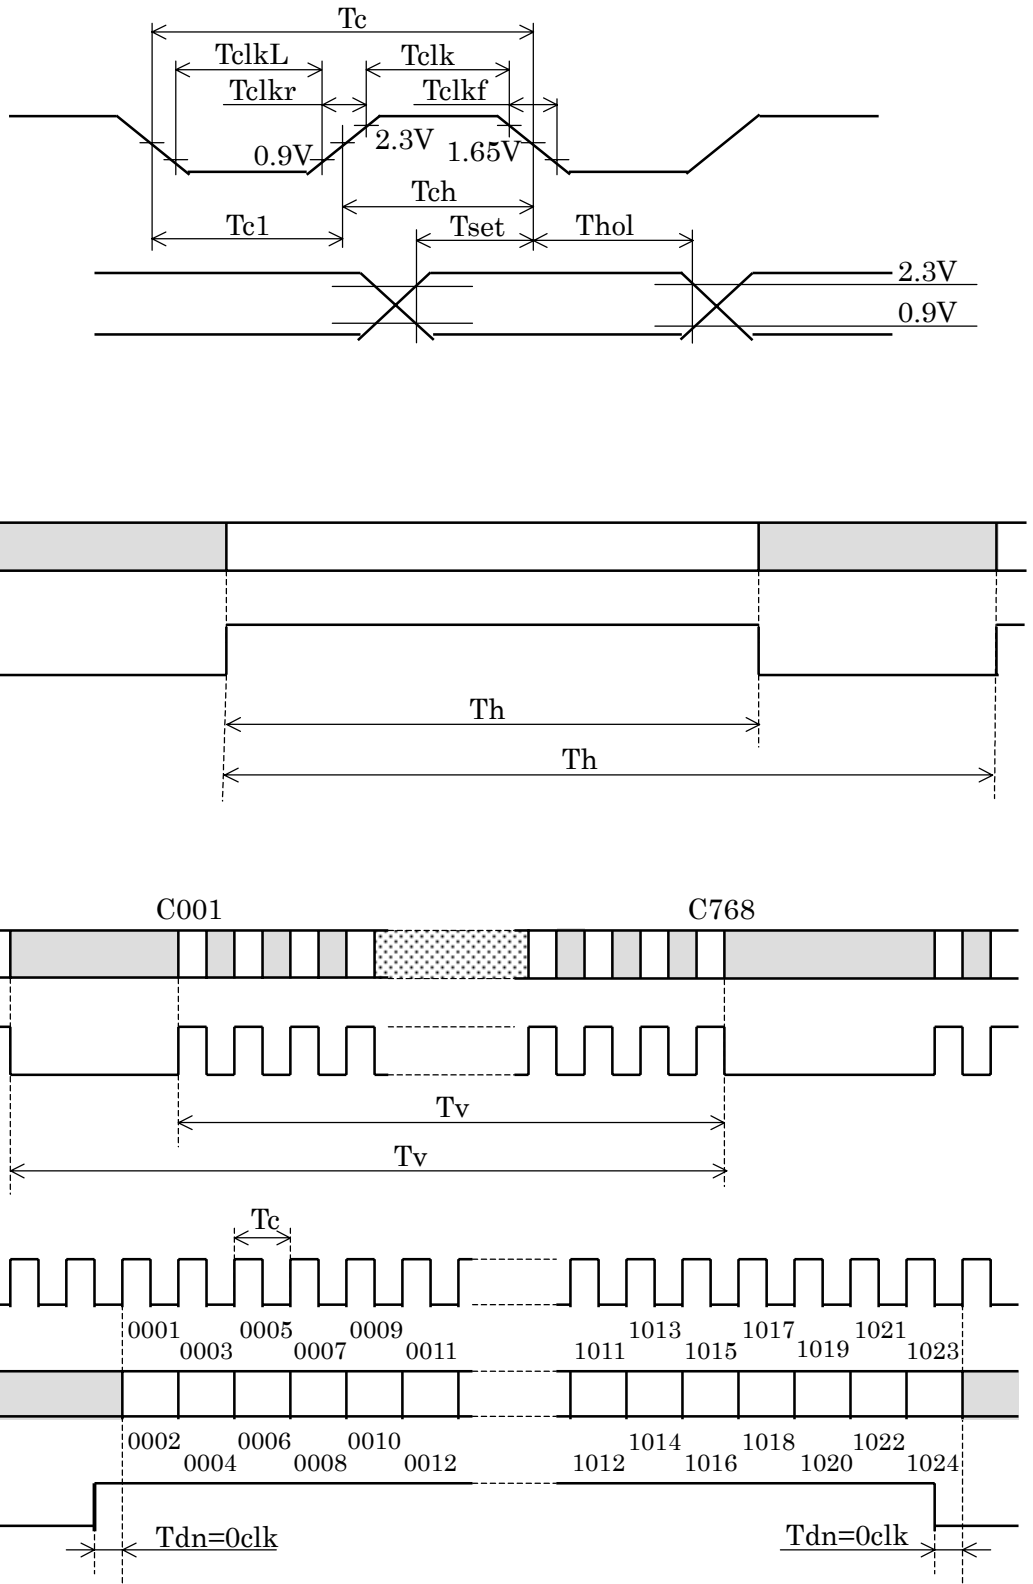 Tc
TclkL Tclk
Tclkr Tclkf
0.9V 2.3V 1.65V
Tch
Tc1 Tset Thol
2.3V
0.9V
Th
Th
C001 C768
Tv
Tv
Tc
0001 0005 0009 1013 1017 1021
0003 0007 0011 1011 1015 1019 1023
0002 0006 0010 1014 1018 1022
0004 0008 0012 1012 1016 1020 1024
Tdn=0clk Tdn=0clk